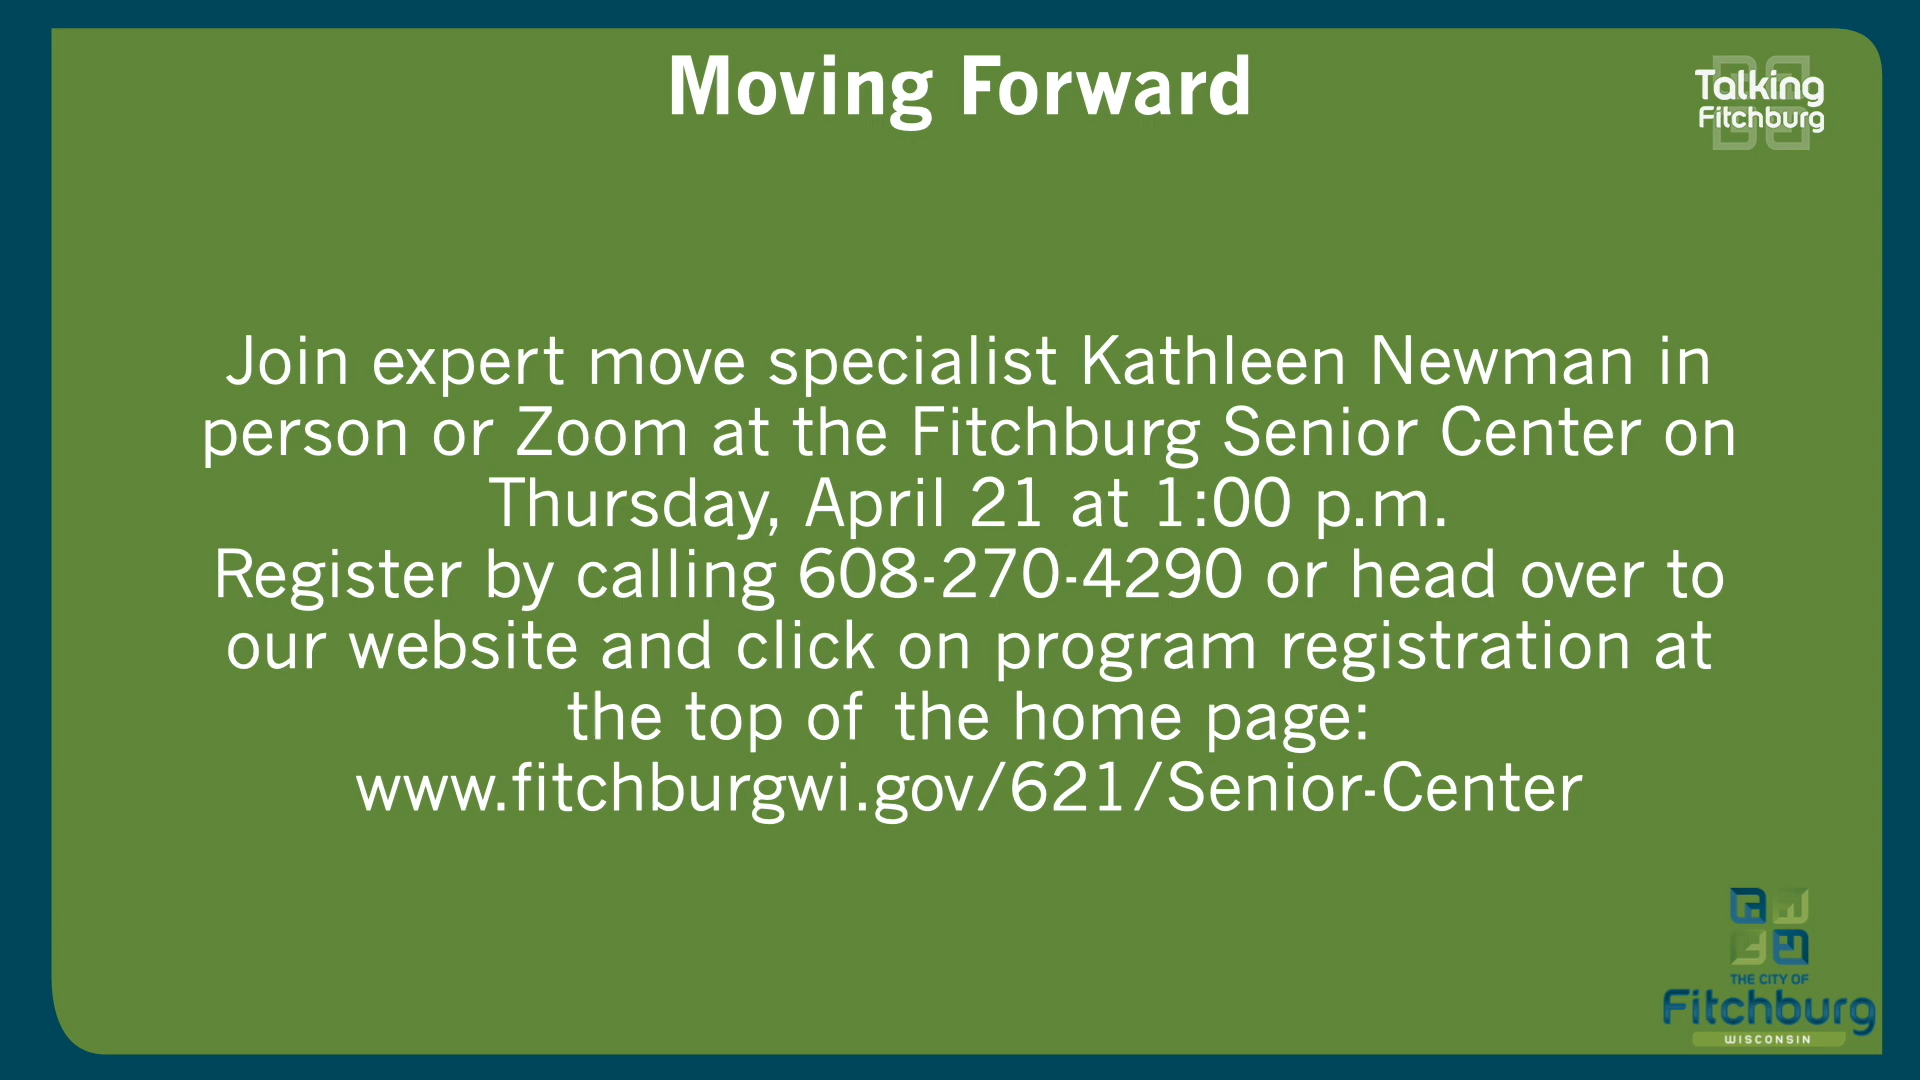 Moving Forward
Talking
Fitchburg
Join expert move specialist Kathleen Newman in
person or Zoom at the Fitchburg Senior Center on
Thursday, April 21 at 1:00 p.m.
Register by calling 608-270-4290 or head over to
our website and click on program registration at
the top of the home page:
www.fitchburgwi.gov/621/Senior-Center
THE CITY OF
Fitchburg
WISCONSIN